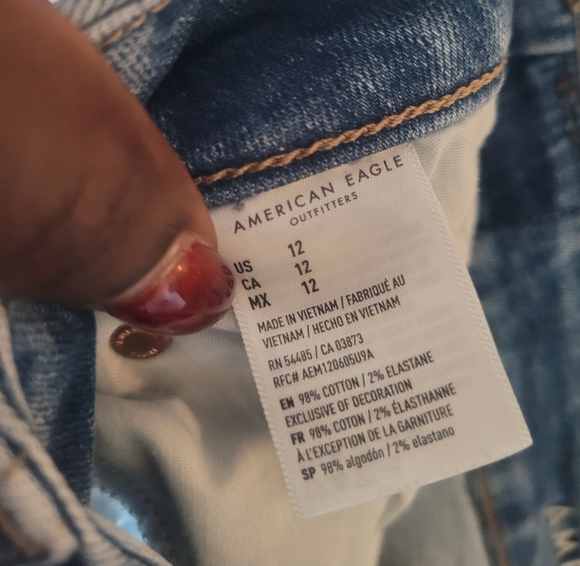 AMERICAN EAGLE
OUTFITTERS
US 12
CA 12
MX 12
MADE IN VIETNAM / FABRIQUÉ AU
VIETNAM / HECHO EN VIETNAM
RN 54485 / CA 03873
RFC# AEM120605U9A
EN 98% COTTON / 2% ELASTANE
EXCLUSIVE OF DECORATION
FR 98% COTON / 2% ÉLASTHANNE
À L'EXCEPTION DE LA GARNITURE
SP 98% algodón / 2% elastano